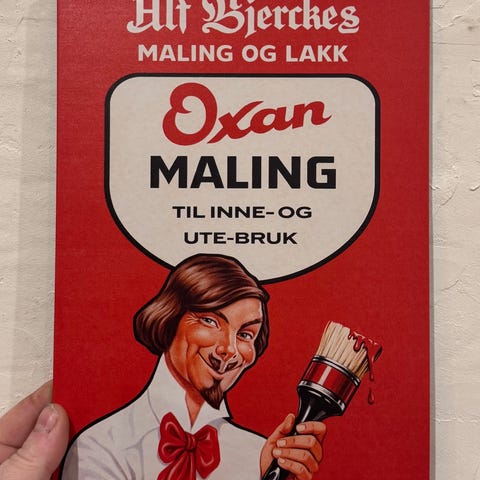 Alf Bjerckes
MALING OG LAKK
Oxan
MALING
TIL INNE- OG
UTE-BRUK